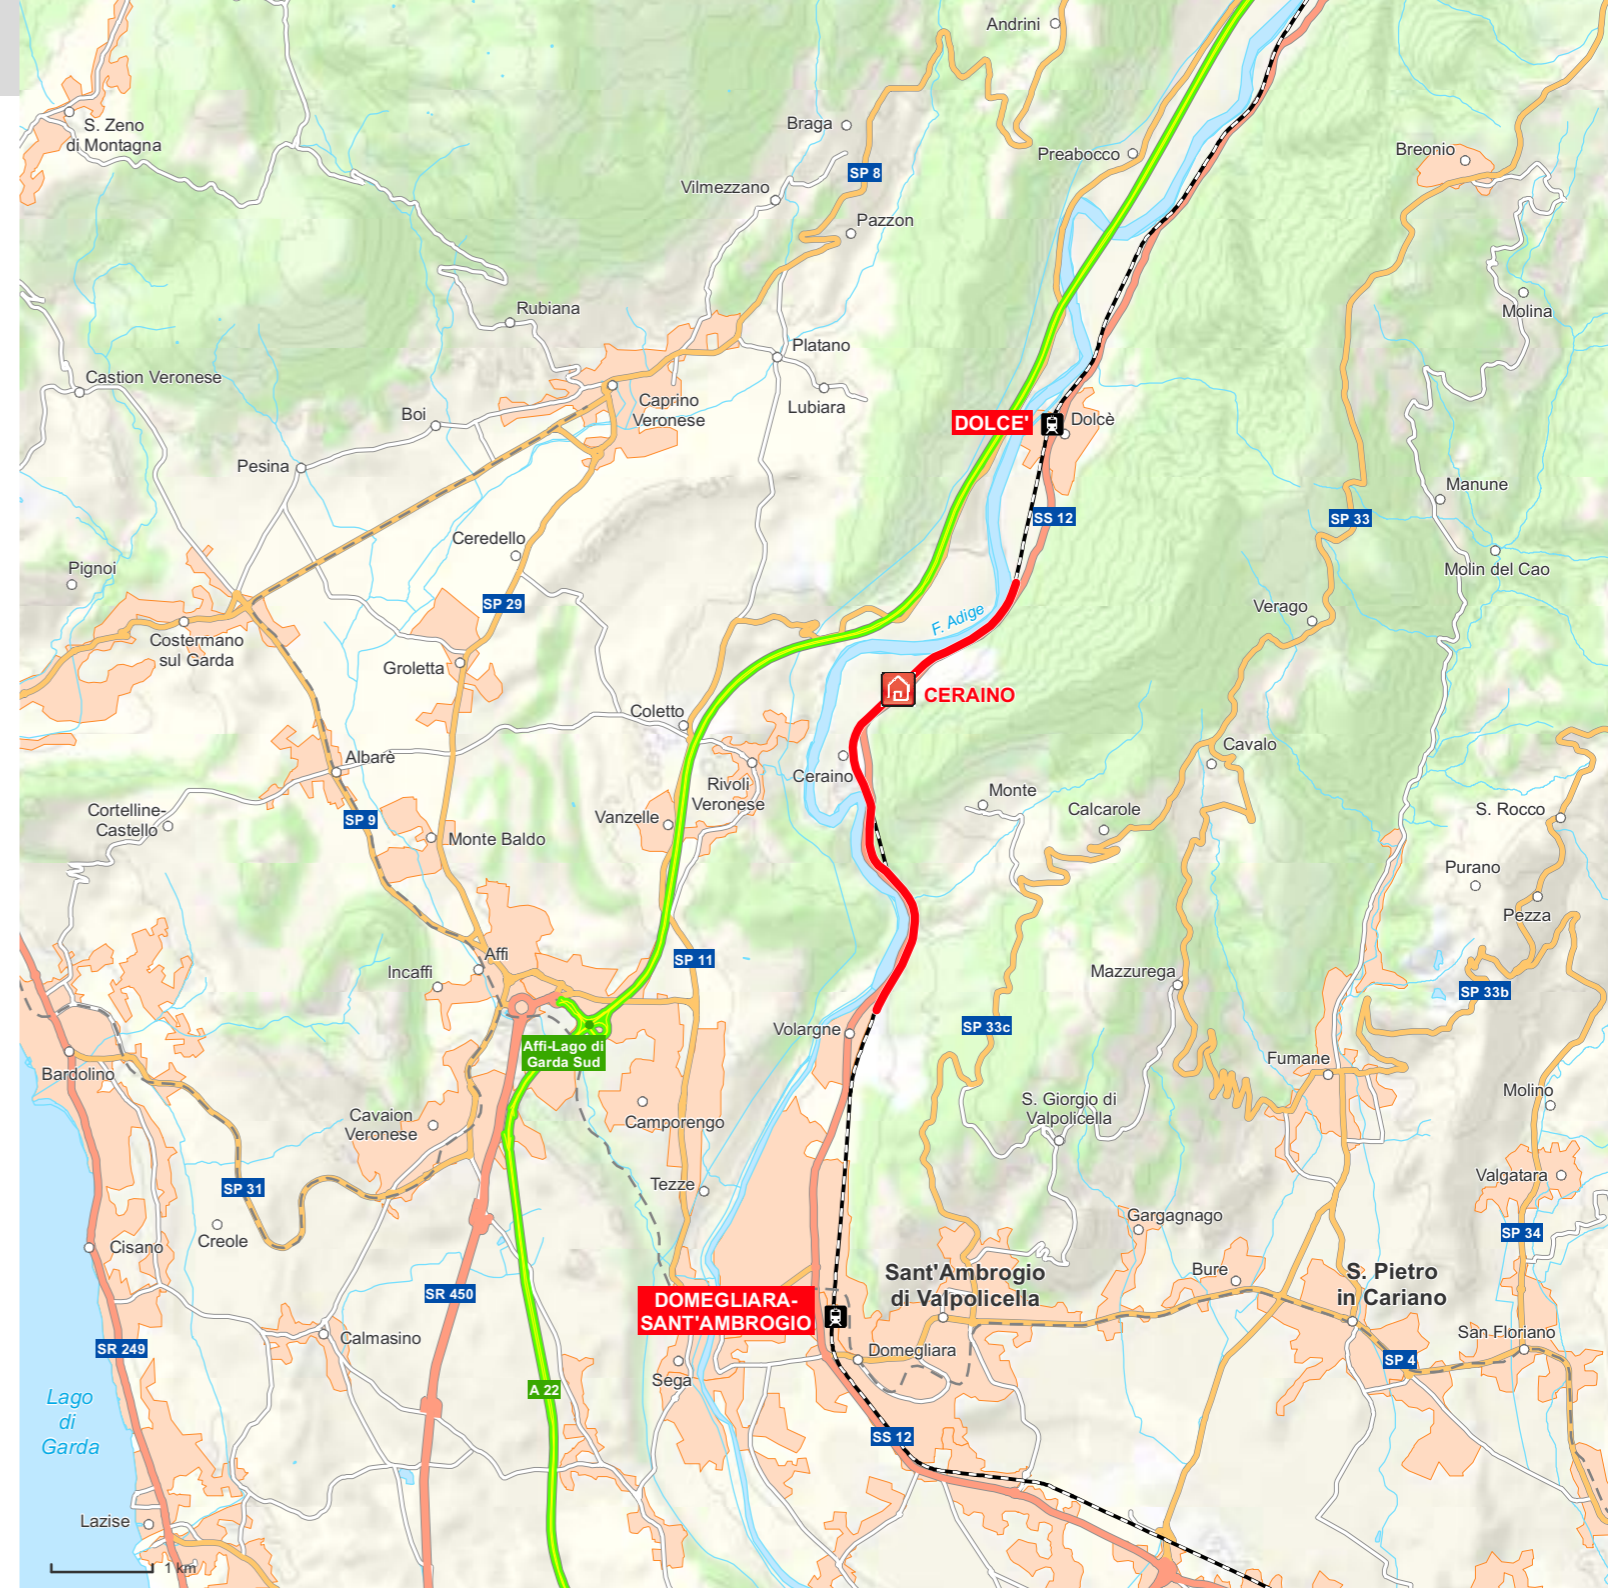 Andrini
S. Zeno
di Montagna
Braga
Preabocco
Breonio
SP 8
Vilmezzano
Pazzon
Rubiana
Molina
Platano
Castion Veronese
Caprino
Veronese
Lubiara
Boi
DOLCE'
Dolcè
Pesina
Manune
SS 12
SP 33
Ceredello
Pignoi
Molin del Cao
SP 29
Verago
F. Adige
Costermano
sul Garda
Groletta
CERAINO
Coletto
Cavalo
Albarè
Ceraino
Rivoli
Veronese
Monte
Cortelline-
Castello
Calcarole
S. Rocco
SP 9
Vanzelle
Monte Baldo
Purano
Pezza
Affi
SP 11
Incaffi
Mazzurega
SP 33b
Volargne
SP 33c
Affi-Lago di
Garda Sud
Fumane
Bardolino
Molino
S. Giorgio di
Valpolicella
Cavaion
Veronese
Camporengo
Valgatara
SP 31
Tezze
Gargagnago
Creole
SP 34
Cisano
Bure
Sant'Ambrogio
di Valpolicella
S. Pietro
in Cariano
SR 450
DOMEGLIARA-
SANT'AMBROGIO
Calmasino
San Floriano
SR 249
Domegliara
SP 4
Sega
A 22
Lago
di
Garda
SS 12
Lazise
1 km